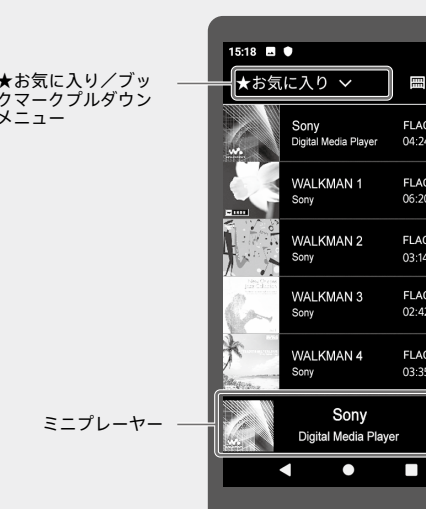 ★お気に入り／ブッ
クマークプルダウン
メニュー
15:18
★お気に入り
Sony
FLAC
Digital Media Player
04:24
WALKMAN 1
FLAC
Sony
06:20
WALKMAN 2
FLAC
Sony
03:14
WALKMAN 3
FLAC
Sony
02:42
WALKMAN 4
FLAC
Sony
03:35
ミニプレーヤー
Sony
Digital Media Player